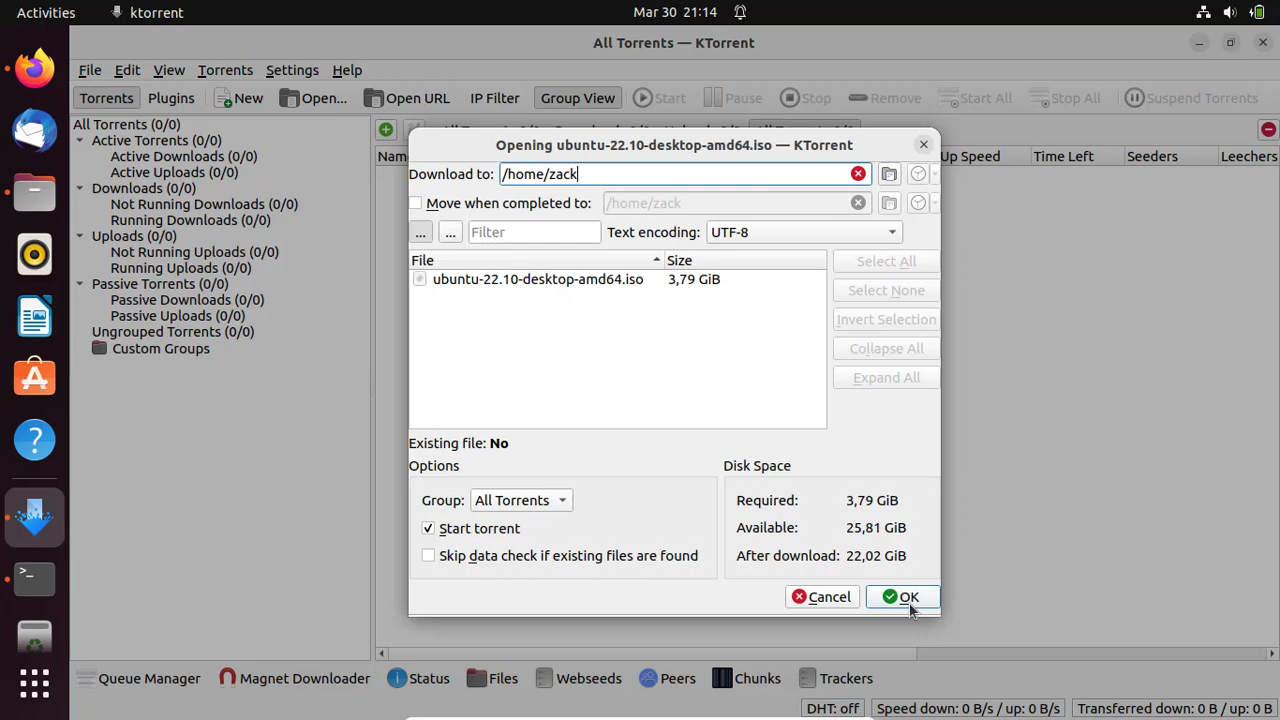 Activities ktorrent Mar 30 21:14
All Torrents — KTorrent
File Edit View Torrents Settings Help
Torrents Plugins New Open... Open URL IP Filter Group View Start Pause Stop Remove Start All Stop All Suspend Torrents
All Torrents (0/0)
Active Torrents (0/0)
Active Downloads (0/0)
Active Uploads (0/0)
Downloads (0/0)
Not Running Downloads (0/0)
Running Downloads (0/0)
Uploads (0/0)
Not Running Uploads (0/0)
Running Uploads (0/0)
Passive Torrents (0/0)
Passive Downloads (0/0)
Passive Uploads (0/0)
Ungrouped Torrents (0/0)
Custom Groups
Up Speed Time Left Seeders Leechers
Opening ubuntu-22.10-desktop-amd64.iso — KTorrent
Download to: /home/zack
Move when completed to: /home/zack
... ... Filter Text encoding: UTF-8
File Size
ubuntu-22.10-desktop-amd64.iso 3,79 GiB
Select All
Select None
Invert Selection
Collapse All
Expand All
Existing file: No
Options
Group: All Torrents
Start torrent
Skip data check if existing files are found
Disk Space
Required: 3,79 GiB
Available: 25,81 GiB
After download: 22,02 GiB
Cancel OK
Queue Manager Magnet Downloader Status Files Webseeds Peers Chunks Trackers
DHT: off Speed down: 0 B/s / up: 0 B/s Transferred down: 0 B / up: 0 B